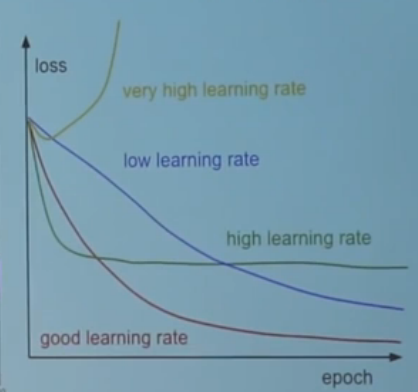 loss
very high learning rate
low learning rate
high learning rate
good learning rate
epoch